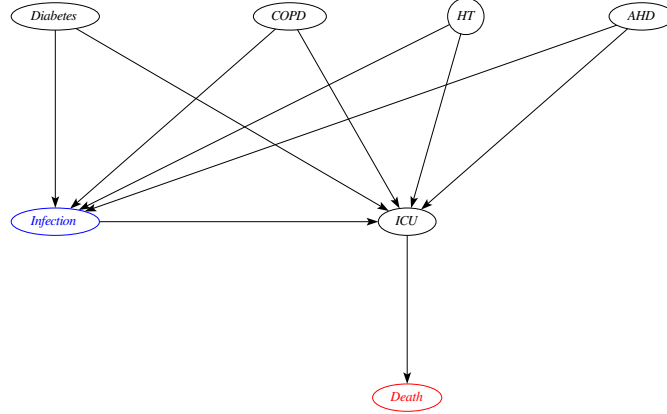 Diabetes
COPD
HT
AHD
Infection
ICU
Death